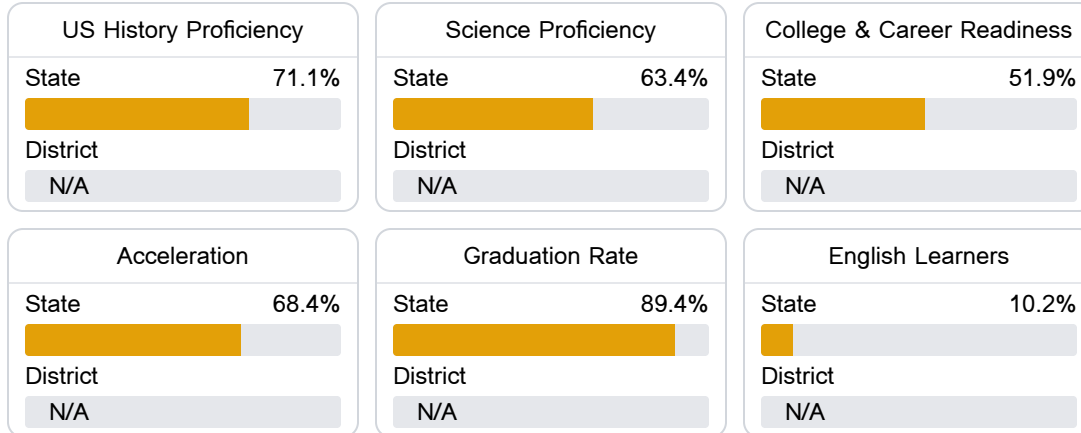 US History Proficiency
State 71.1%
District
N/A
Science Proficiency
State 63.4%
District
N/A
College & Career Readiness
State 51.9%
District
N/A
Acceleration
State 68.4%
District
N/A
Graduation Rate
State 89.4%
District
N/A
English Learners
State 10.2%
District
N/A